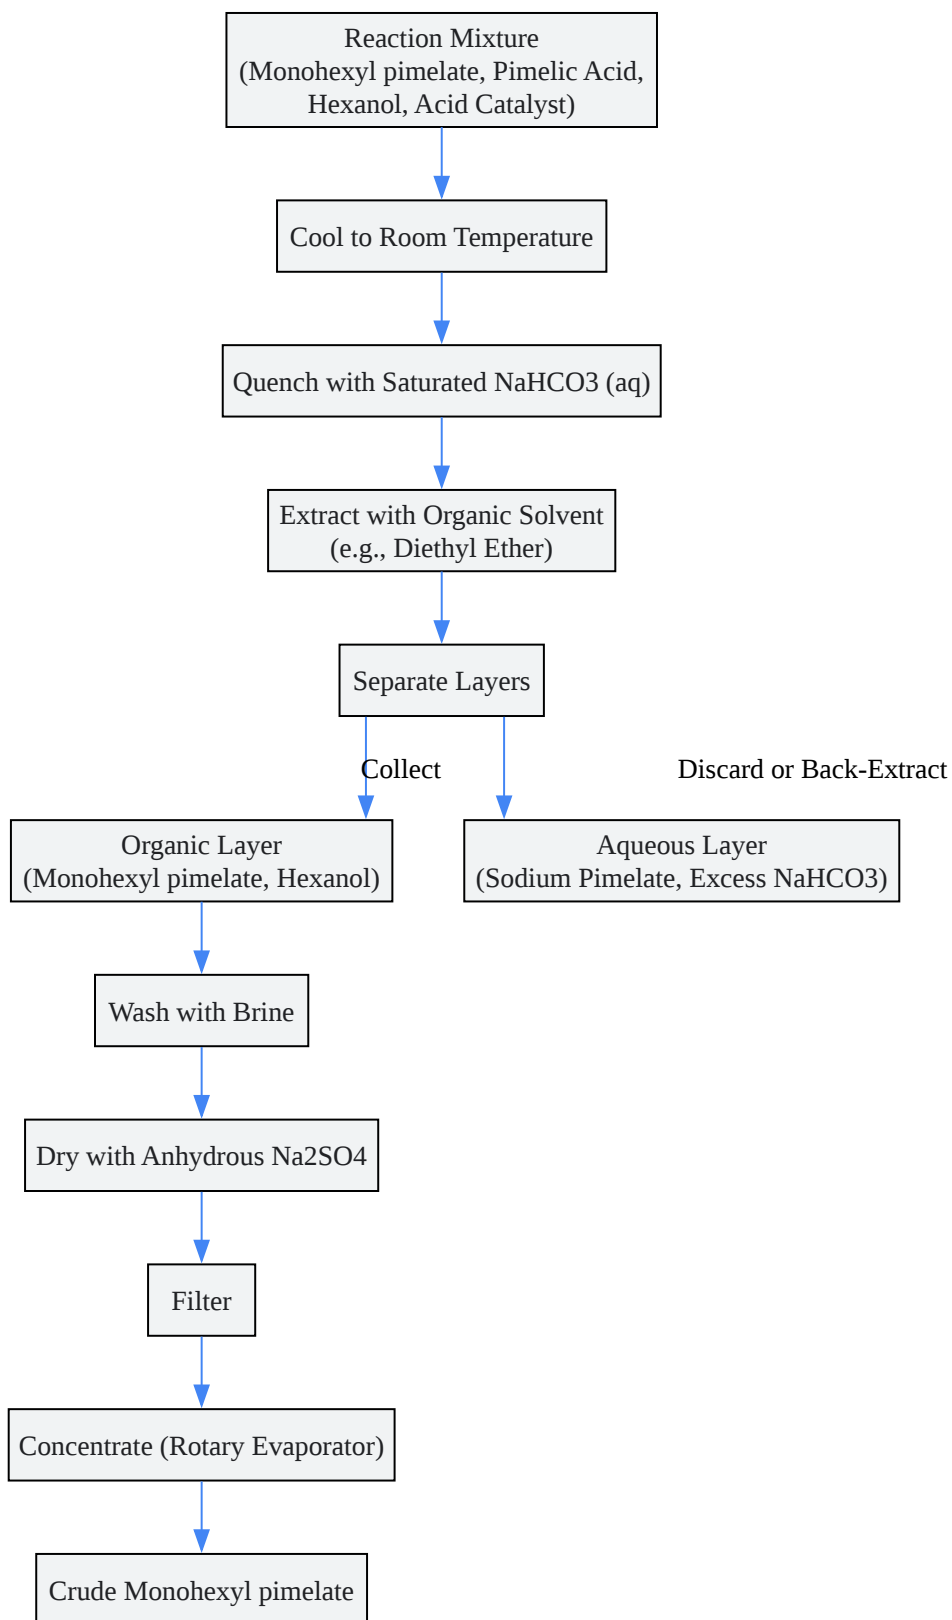 Reaction Mixture
(Monohexyl pimelate, Pimelic Acid,
Hexanol, Acid Catalyst)
Cool to Room Temperature
Quench with Saturated NaHCO3 (aq)
Extract with Organic Solvent
(e.g., Diethyl Ether)
Separate Layers
Collect
Discard or Back-Extract
Organic Layer
(Monohexyl pimelate, Hexanol)
Aqueous Layer
(Sodium Pimelate, Excess NaHCO3)
Wash with Brine
Dry with Anhydrous Na2SO4
Filter
Concentrate (Rotary Evaporator)
Crude Monohexyl pimelate